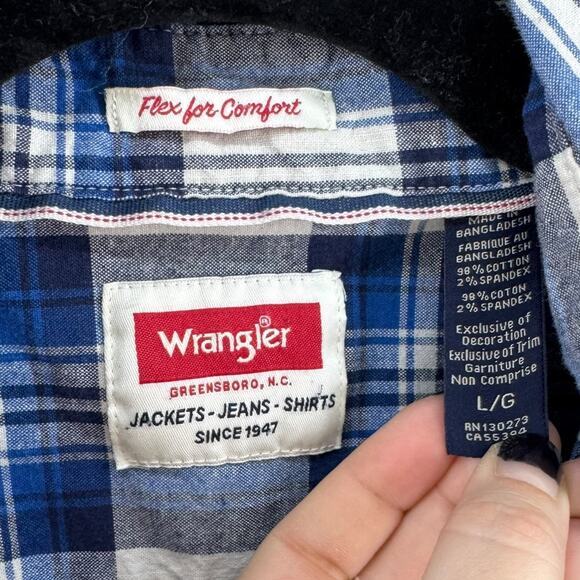 Flex for Comfort
MADE IN
BANGLADESH
FABRIQUE AU
BANGLADESH
98% COTTON
2% SPANDEX
98% COTON
2% SPANDEX
Exclusive of
Decoration
Exclusive of Trim
Garniture
Non Comprise
L/G
RN130273
CA55394
Wrangler®
GREENSBORO, N.C.
JACKETS - JEANS - SHIRTS
SINCE 1947